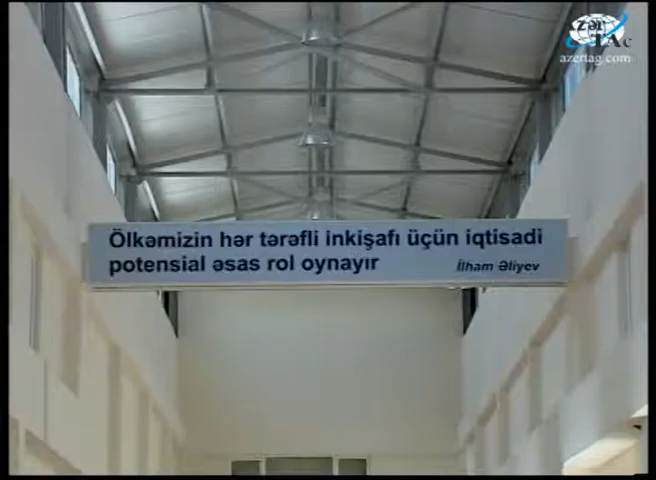 azertag.com
Ölkəmizin hər tərəfli inkişafı üçün iqtisadi
potensial əsas rol oynayır
İlham Əliyev